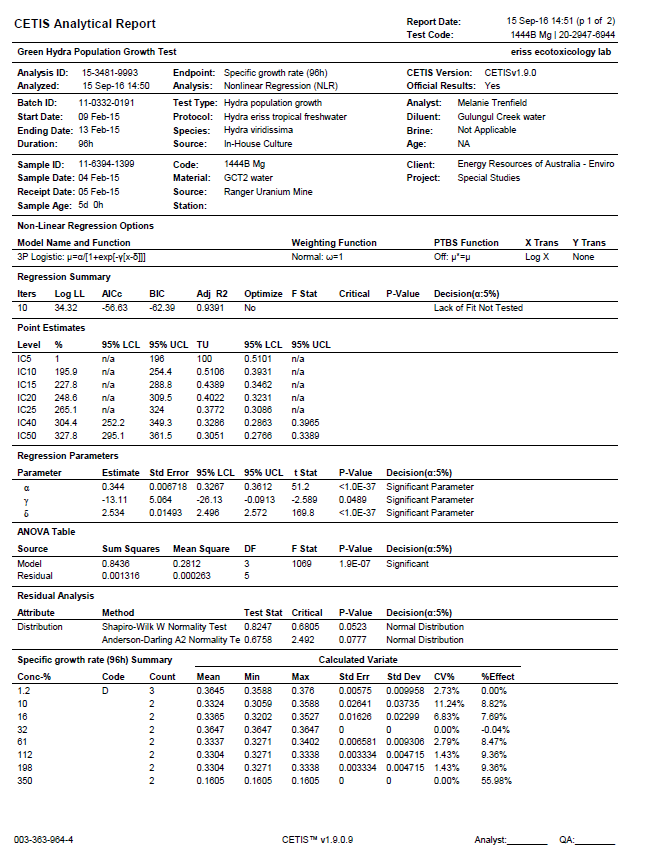 CETIS Analytical Report
Report Date: 15 Sep-16 14:51 (p 1 of 2)
Test Code: 1444B Mg | 20-2947-6944
Green Hydra Population Growth Test eriss ecotoxicology lab
Analysis ID: 15-3481-9993 Endpoint: Specific growth rate (96h) CETIS Version: CETISv1.9.0
Analyzed: 15 Sep-16 14:50 Analysis: Nonlinear Regression (NLR) Official Results: Yes
Batch ID: 11-0332-0191 Test Type: Hydra population growth Analyst: Melanie Trenfield
Start Date: 09 Feb-15 Protocol: Hydra eriss tropical freshwater Diluent: Gulungul Creek water
Ending Date: 13 Feb-15 Species: Hydra viridissima Brine: Not Applicable
Duration: 96h Source: In-House Culture Age: NA
Sample ID: 11-6394-1399 Code: 1444B Mg Client: Energy Resources of Australia - Enviro
Sample Date: 04 Feb-15 Material: GCT2 water Project: Special Studies
Receipt Date: 05 Feb-15 Source: Ranger Uranium Mine
Sample Age: 5d 0h Station:
Non-Linear Regression Options
Model Name and Function Weighting Function PTBS Function X Trans Y Trans
3P Logistic: μ=α/[1+exp[-γ[x-δ]]] Normal: ω=1 Off: μ*=μ Log X None
Regression Summary
Iters Log LL AICc BIC Adj R2 Optimize F Stat Critical P-Value Decision(α:5%)
10 34.32 -56.63 -62.39 0.9391 No Lack of Fit Not Tested
Point Estimates
Level % 95% LCL 95% UCL TU 95% LCL 95% UCL
IC5 1 n/a 196 100 0.5101 n/a
IC10 195.9 n/a 254.4 0.5106 0.3931 n/a
IC15 227.8 n/a 288.8 0.4389 0.3462 n/a
IC20 248.6 n/a 309.5 0.4022 0.3231 n/a
IC25 265.1 n/a 324 0.3772 0.3086 n/a
IC40 304.4 252.2 349.3 0.3286 0.2863 0.3965
IC50 327.8 295.1 361.5 0.3051 0.2766 0.3389
Regression Parameters
Parameter Estimate Std Error 95% LCL 95% UCL t Stat P-Value Decision(α:5%)
α 0.344 0.006718 0.3267 0.3612 51.2 <1.0E-37 Significant Parameter
γ -13.11 5.064 -26.13 -0.0913 -2.589 0.0489 Significant Parameter
δ 2.534 0.01493 2.496 2.572 169.8 <1.0E-37 Significant Parameter
ANOVA Table
Source Sum Squares Mean Square DF F Stat P-Value Decision(α:5%)
Model 0.8436 0.2812 3 1069 1.9E-07 Significant
Residual 0.001316 0.000263 5
Residual Analysis
Attribute Method Test Stat Critical P-Value Decision(α:5%)
Distribution Shapiro-Wilk W Normality Test 0.8247 0.6805 0.0523 Normal Distribution
Anderson-Darling A2 Normality Te 0.6758 2.492 0.0777 Normal Distribution
Specific growth rate (96h) Summary Calculated Variate
Conc-% Code Count Mean Min Max Std Err Std Dev CV% %Effect
1.2 D 3 0.3645 0.3588 0.376 0.00575 0.009958 2.73% 0.00%
10 2 0.3324 0.3059 0.3588 0.02641 0.03735 11.24% 8.82%
16 2 0.3365 0.3202 0.3527 0.01626 0.02299 6.83% 7.69%
32 2 0.3647 0.3647 0.3647 0 0 0.00% -0.04%
61 2 0.3337 0.3271 0.3402 0.006581 0.009306 2.79% 8.47%
112 2 0.3304 0.3271 0.3338 0.003334 0.004715 1.43% 9.36%
198 2 0.3304 0.3271 0.3338 0.003334 0.004715 1.43% 9.36%
350 2 0.1605 0.1605 0.1605 0 0 0.00% 55.98%
003-363-964-4 CETIS™ v1.9.0.9 Analyst:________ QA:________